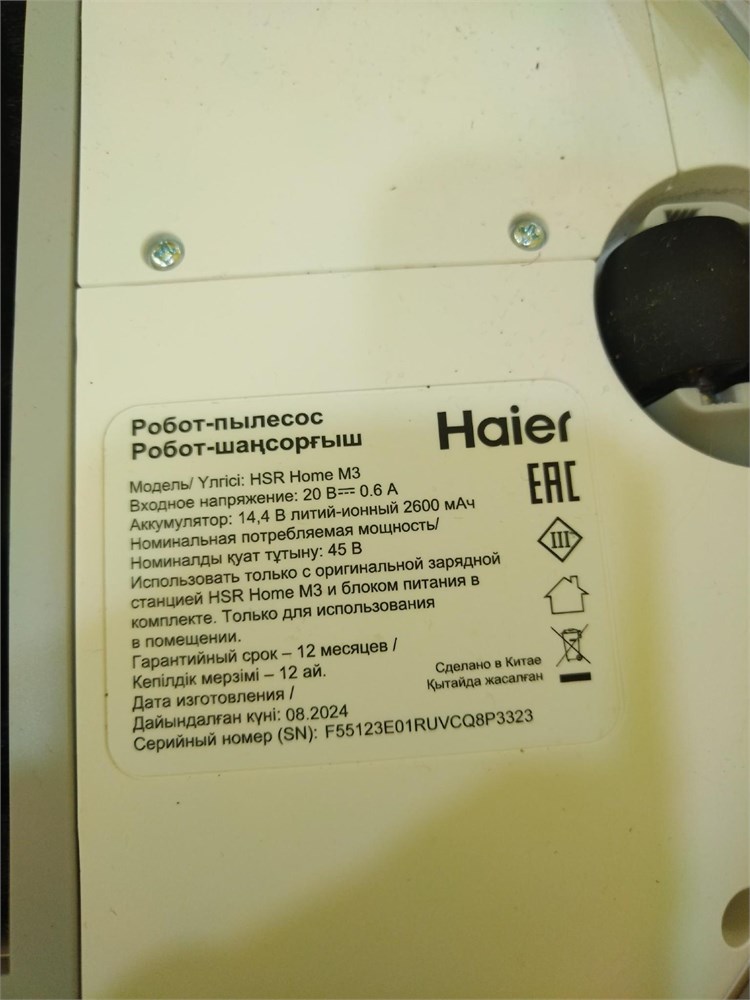 Робот-пылесос
Робот-шаңсорғыш
Haier
Модель/ Үлгісі: HSR Home M3
Входное напряжение: 20 В⎓ 0.6 А
Аккумулятор: 14,4 В литий-ионный 2600 мАч
Номинальная потребляемая мощность/
Номиналды қуат тұтыну: 45 В
Использовать только с оригинальной зарядной
станцией HSR Home M3 и блоком питания в
комплекте. Только для использования
в помещении.
Гарантийный срок – 12 месяцев /
Кепілдік мерзімі – 12 ай.
Дата изготовления /
Дайындалған күні: 08.2024
Серийный номер (SN): F55123E01RUVCQ8P3323
EAC
III
Сделано в Китае
Қытайда жасалған